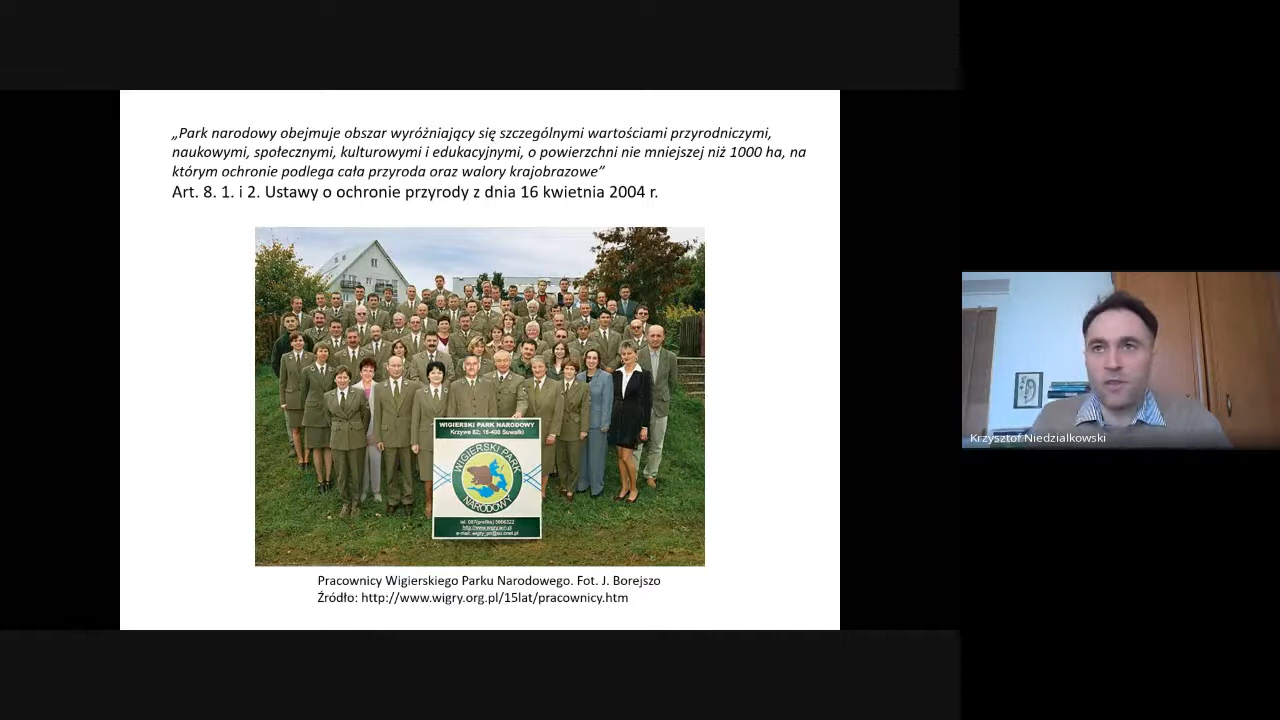 „Park narodowy obejmuje obszar wyróżniający się szczególnymi wartościami przyrodniczymi,
naukowymi, społecznymi, kulturowymi i edukacyjnymi, o powierzchni nie mniejszej niż 1000 ha, na
którym ochronie podlega cała przyroda oraz walory krajobrazowe”
Art. 8. 1. i 2. Ustawy o ochronie przyrody z dnia 16 kwietnia 2004 r.
WIGIERSKI PARK NARODOWY
Krzywe 82; 16-400 Suwałki
WIGIERSKI PARK
NARODOWY
Pracownicy Wigierskiego Parku Narodowego. Fot. J. Borejszo
Źródło: http://www.wigry.org.pl/15lat/pracownicy.htm
Krzysztof Niedzialkowski